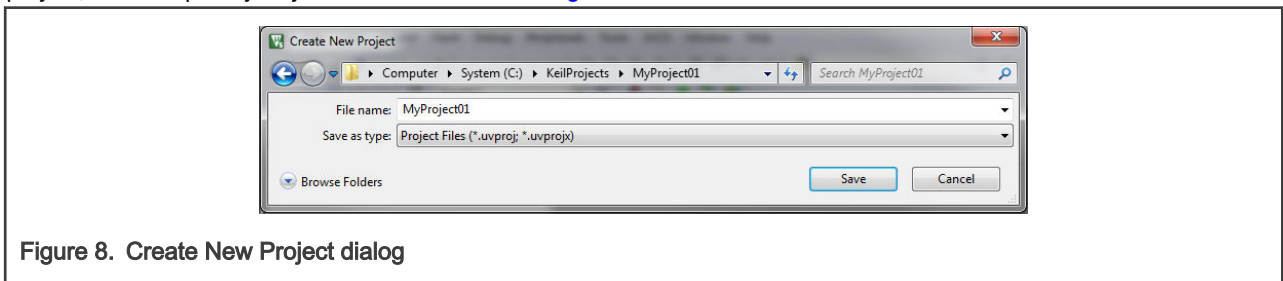 Create New Project
Computer ▸ System (C:) ▸ KeilProjects ▸ MyProject01
Search MyProject01
File name: MyProject01
Save as type: Project Files (*.uvproj; *.uvprojx)
Browse Folders
Save
Cancel
Figure 8. Create New Project dialog